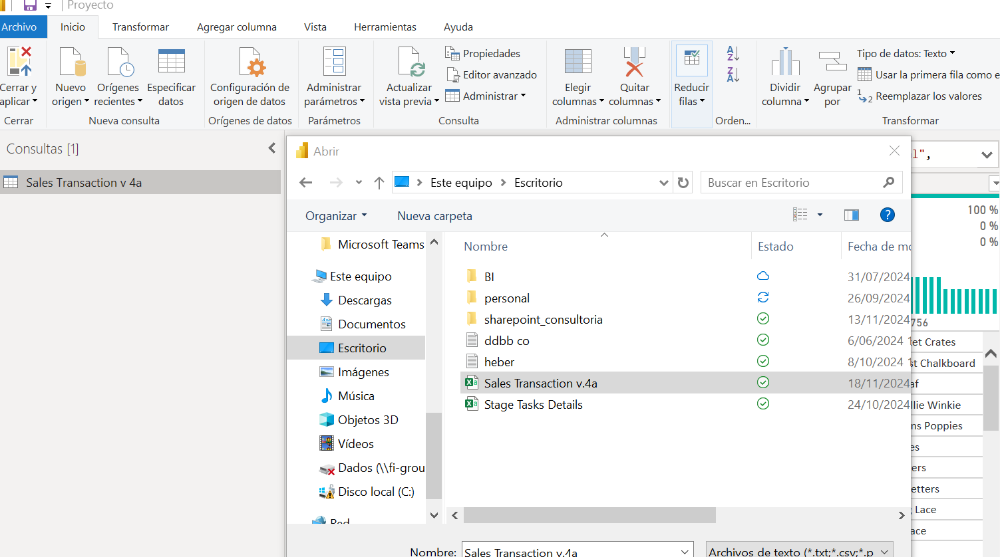 Proyecto
Archivo Inicio Transformar Agregar columna Vista Herramientas Ayuda
Cerrar y aplicar
Nuevo origen
Orígenes recientes
Especificar datos
Configuración de origen de datos
Administrar parámetros
Actualizar vista previa
Propiedades
Editor avanzado
Administrar
Elegir columnas
Quitar columnas
Reducir filas
Dividir columna
Agrupar por
Tipo de datos: Texto
Usar la primera fila como e
Reemplazar los valores
Cerrar Nueva consulta Orígenes de datos Parámetros Consulta Administrar columnas Orden... Transformar
Consultas [1]
Sales Transaction v 4a
Abrir
l",
Este equipo Escritorio
Buscar en Escritorio
Organizar Nueva carpeta
100 %
0 %
0 %
756
Microsoft Teams
Este equipo
Descargas
Documentos
Escritorio
Imágenes
Música
Objetos 3D
Vídeos
Dados (\\fi-grou
Disco local (C:)
Red
Nombre Estado Fecha de mo
BI 31/07/2024
personal 26/09/2024
sharepoint_consultoria 13/11/2024
ddbb co 6/06/2024 1
heber 8/10/2024 1
Sales Transaction v.4a 18/11/2024
Stage Tasks Details 24/10/2024
et Crates
t Chalkboard
af
llie Winkie
ns Poppies
es
ers
etters
Lace
ace
Nombre: Sales Transaction v.4a Archivos de texto (*.txt;*.csv;*.p